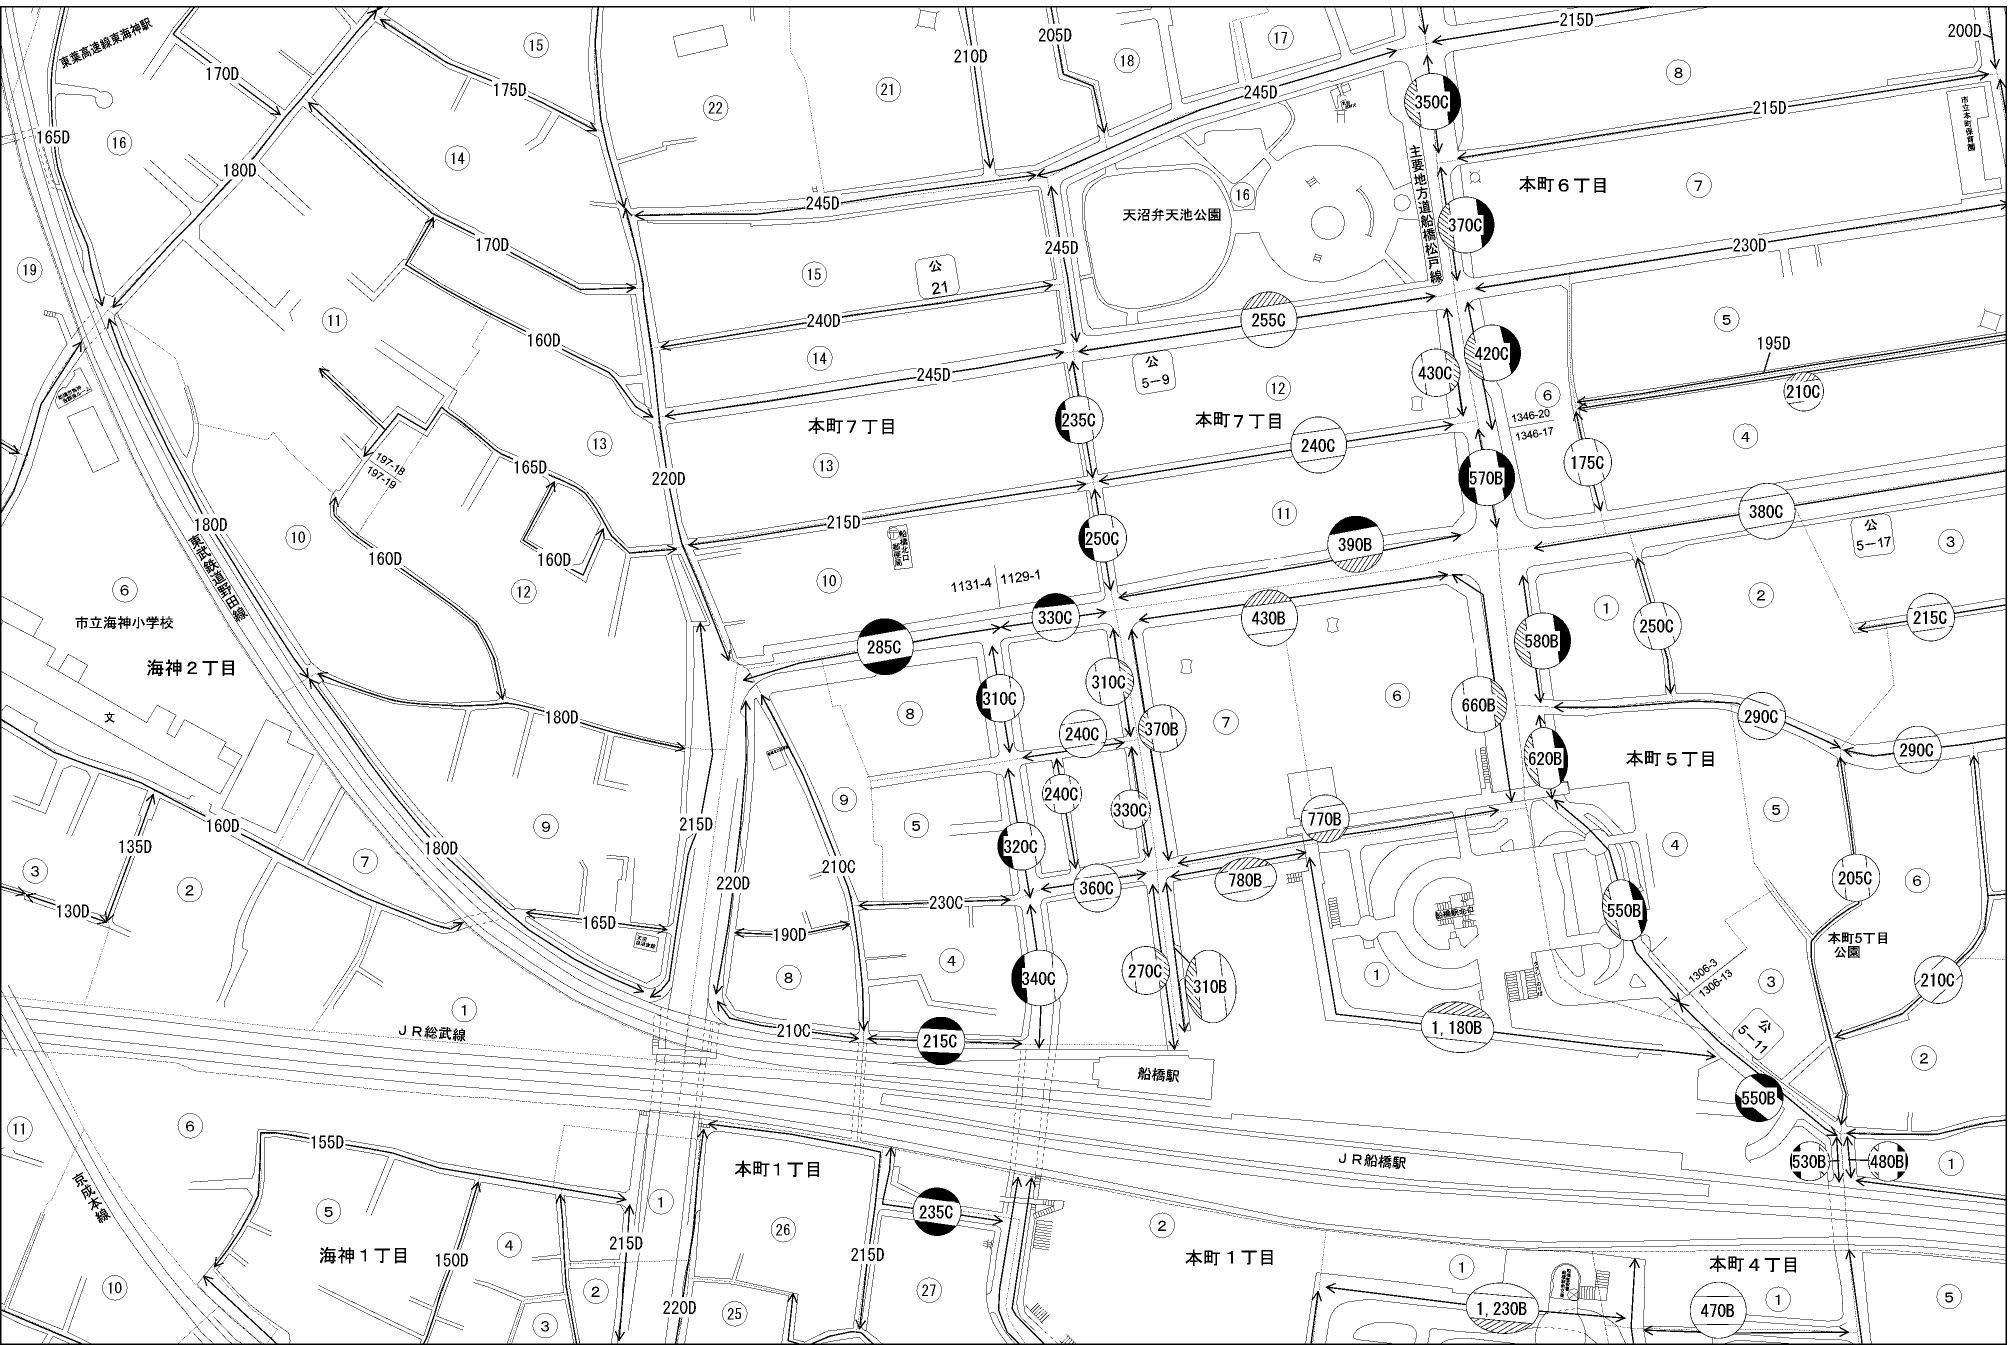 東葉高速線東海神駅
15
21
210D
205D
18
17
215D
200D
170D
175D
22
8
245D
350C
215D
市立本町保育園
165D
16
14
180D
主要地方道船橋松戸線
本町6丁目
7
16
天沼弁天池公園
245D
370C
170D
245D
230D
19
15
公
21
11
240D
255C
5
160D
14
公
5-9
430C
420C
195D
245D
12
6
210C
1346-20
1346-17
235C
本町7丁目
本町7丁目
240C
4
13
197-18
197-19
165D
13
220D
570B
175C
180D
東武鉄道野田線
10
215D
11
380C
公
5-17
3
船橋北口郵便局
250C
390B
160D
160D
12
10
1131-4
1129-1
6
市立海神小学校
330C
430B
1
2
215C
285C
580B
250C
海神2丁目
310C
310C
660B
6
文
180D
8
7
290C
240C
370B
620B
本町5丁目
290C
240C
9
330C
5
160D
9
215D
5
770B
135D
180D
320C
4
7
210C
780B
205C
3
2
220D
360C
6
130D
165D
230C
550B
船橋駅北口
190D
本町5丁目
公園
4
8
340C
270C
310B
1
1306-3
1306-13
3
210C
1
JR総武線
210C
215C
1,180B
公
5-11
2
船橋駅
550B
11
6
155D
本町1丁目
JR船橋駅
530B
480B
1
京成本線
5
1
235C
26
2
海神1丁目
4
150D
215D
215D
本町1丁目
1
本町4丁目
10
2
27
220D
25
3
1,230B
470B
1
5